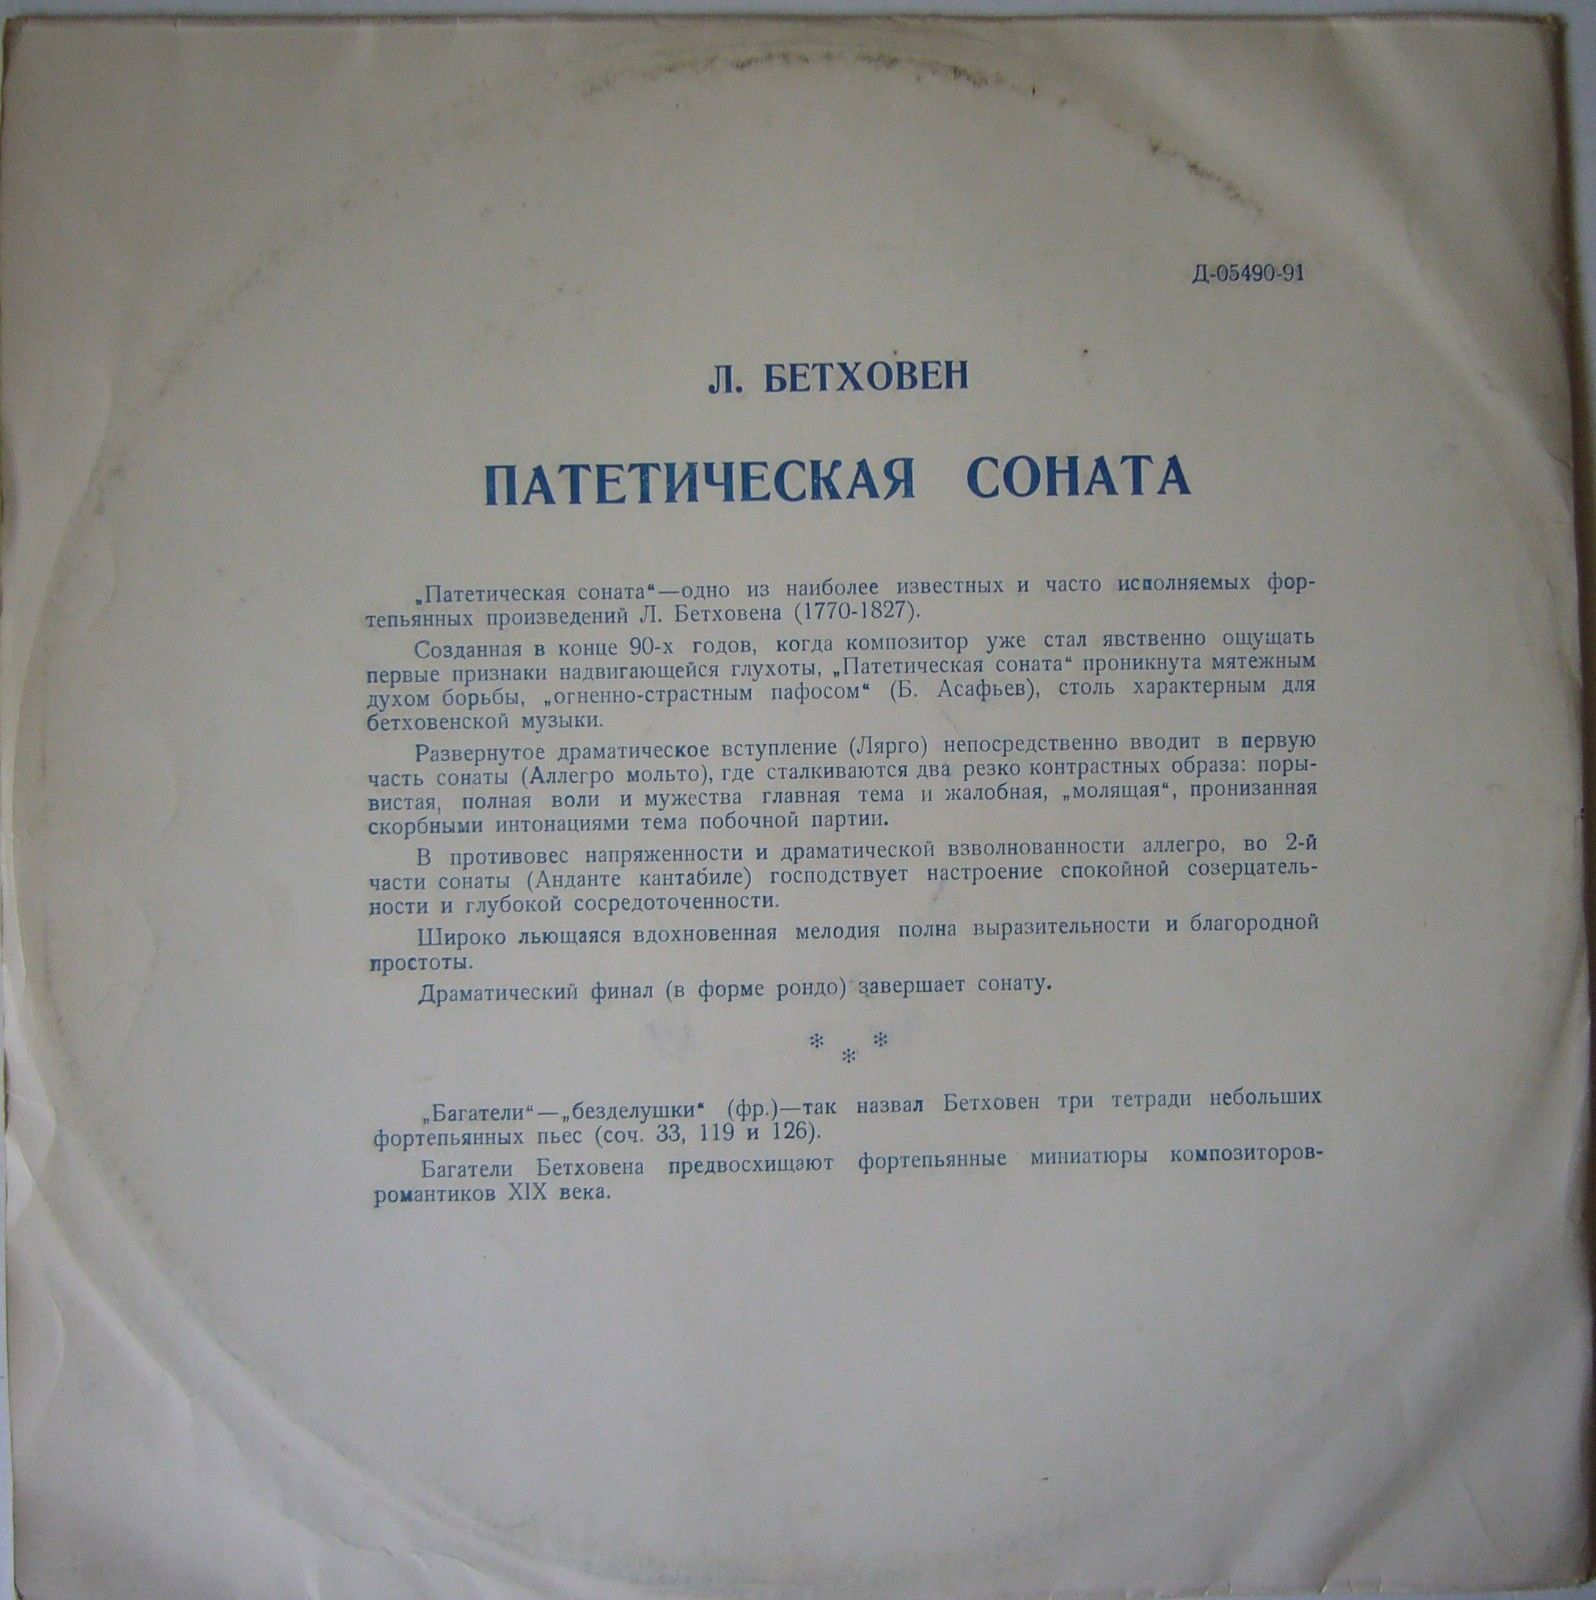 Д-05490-91
Л. БЕТХОВЕН
ПАТЕТИЧЕСКАЯ СОНАТА
„Патетическая соната“—одно из наиболее известных и часто исполняемых фор-
тепьянных произведений Л. Бетховена (1770-1827).
Созданная в конце 90-х годов, когда композитор уже стал явственно ощущать
первые признаки надвигающейся глухоты, „Патетическая соната“ проникнута мятежным
духом борьбы, „огненно-страстным пафосом“ (Б. Асафьев), столь характерным для
бетховенской музыки.
Развернутое драматическое вступление (Лярго) непосредственно вводит в первую
часть сонаты (Аллегро мольто), где сталкиваются два резко контрастных образа: поры-
вистая, полная воли и мужества главная тема и жалобная, „молящая“, пронизанная
скорбными интонациями тема побочной партии.
В противовес напряженности и драматической взволнованности аллегро, во 2-й
части сонаты (Анданте кантабиле) господствует настроение спокойной созерцатель-
ности и глубокой сосредоточенности.
Широко льющаяся вдохновенная мелодия полна выразительности и благородной
простоты.
Драматический финал (в форме рондо) завершает сонату.
* * *
„Багатели“—„безделушки“ (фр.)—так назвал Бетховен три тетради небольших
фортепьянных пьес (соч. 33, 119 и 126).
Багатели Бетховена предвосхищают фортепьянные миниатюры композиторов-
романтиков XIX века.